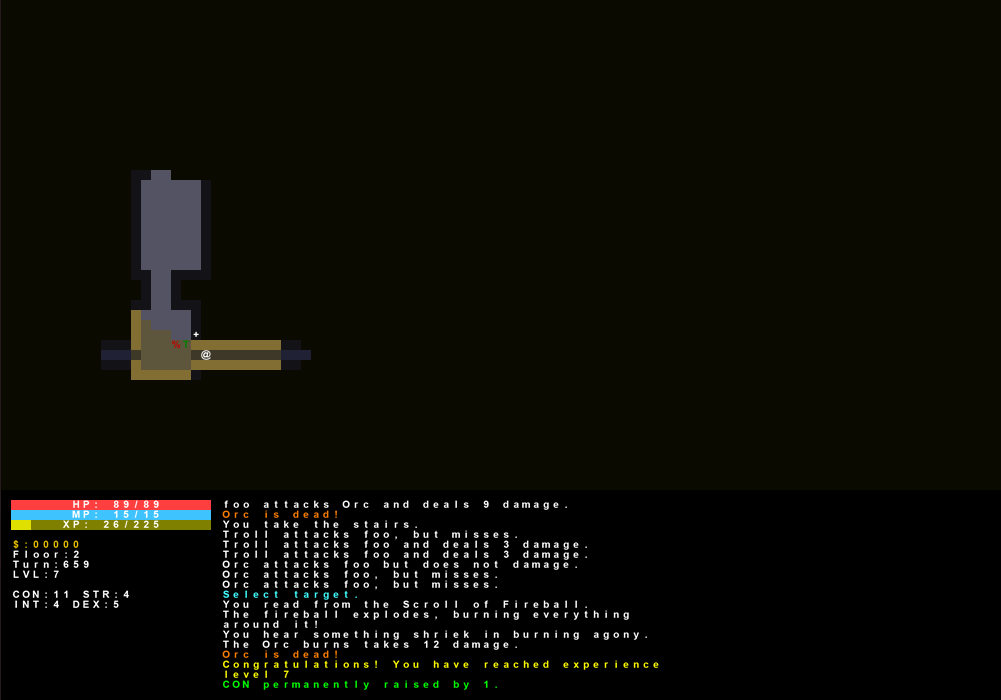 +
%?
@
HP: 89/89
MP: 15/15
XP: 26/225
$:00000
Floor:2
Turn:659
LVL:7
CON:11 STR:4
INT:4 DEX:5
foo attacks Orc and deals 9 damage.
Orc is dead!
You take the stairs.
Troll attacks foo, but misses.
Troll attacks foo and deals 3 damage.
Troll attacks foo and deals 3 damage.
Orc attacks foo but does not damage.
Orc attacks foo, but misses.
Orc attacks foo, but misses.
Select target.
You read from the Scroll of Fireball.
The fireball explodes, burning everything
around it!
You hear something shriek in burning agony.
The Orc burns takes 12 damage.
Orc is dead!
Congratulations! You have reached experience
level 7
CON permanently raised by 1.